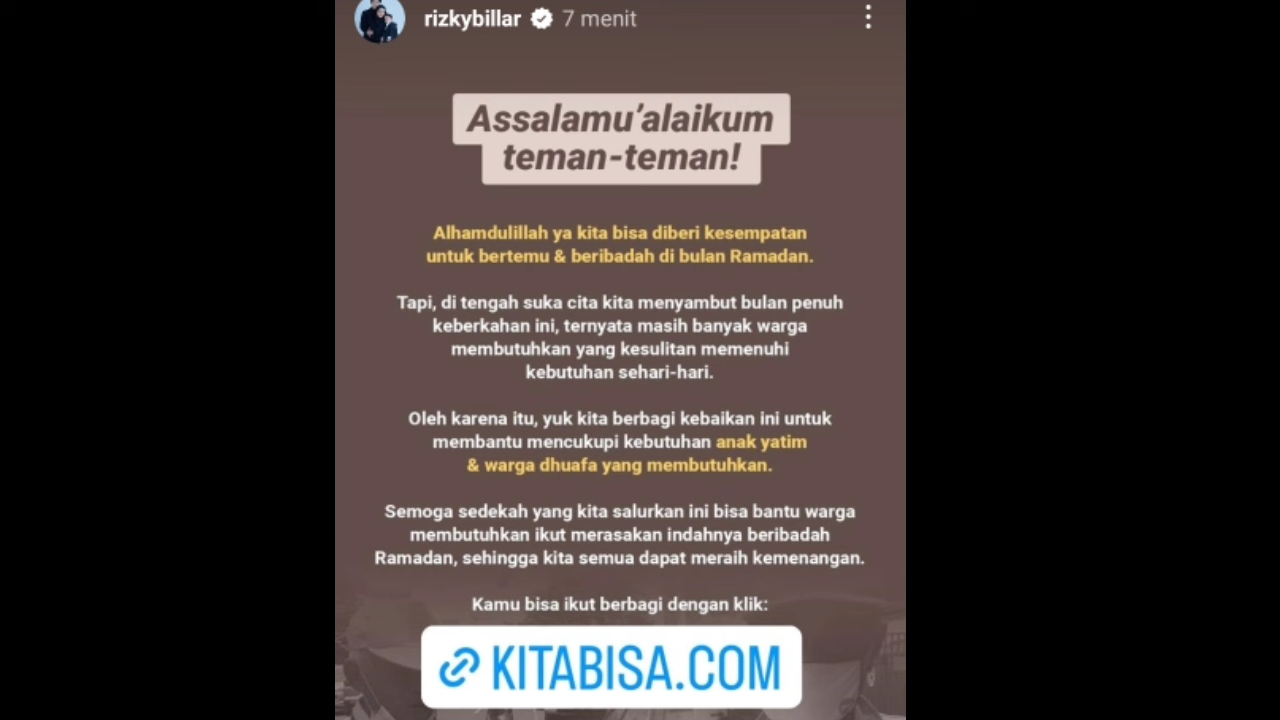 rizkybillar 7 menit
Assalamu'alaikum
teman-teman!
Alhamdulillah ya kita bisa diberi kesempatan
untuk bertemu & beribadah di bulan Ramadan.
Tapi, di tengah suka cita kita menyambut bulan penuh
keberkahan ini, ternyata masih banyak warga
membutuhkan yang kesulitan memenuhi
kebutuhan sehari-hari.
Oleh karena itu, yuk kita berbagi kebaikan ini untuk
membantu mencukupi kebutuhan anak yatim
& warga dhuafa yang membutuhkan.
Semoga sedekah yang kita salurkan ini bisa bantu warga
membutuhkan ikut merasakan indahnya beribadah
Ramadan, sehingga kita semua dapat meraih kemenangan.
Kamu bisa ikut berbagi dengan klik:
KITABISA.COM